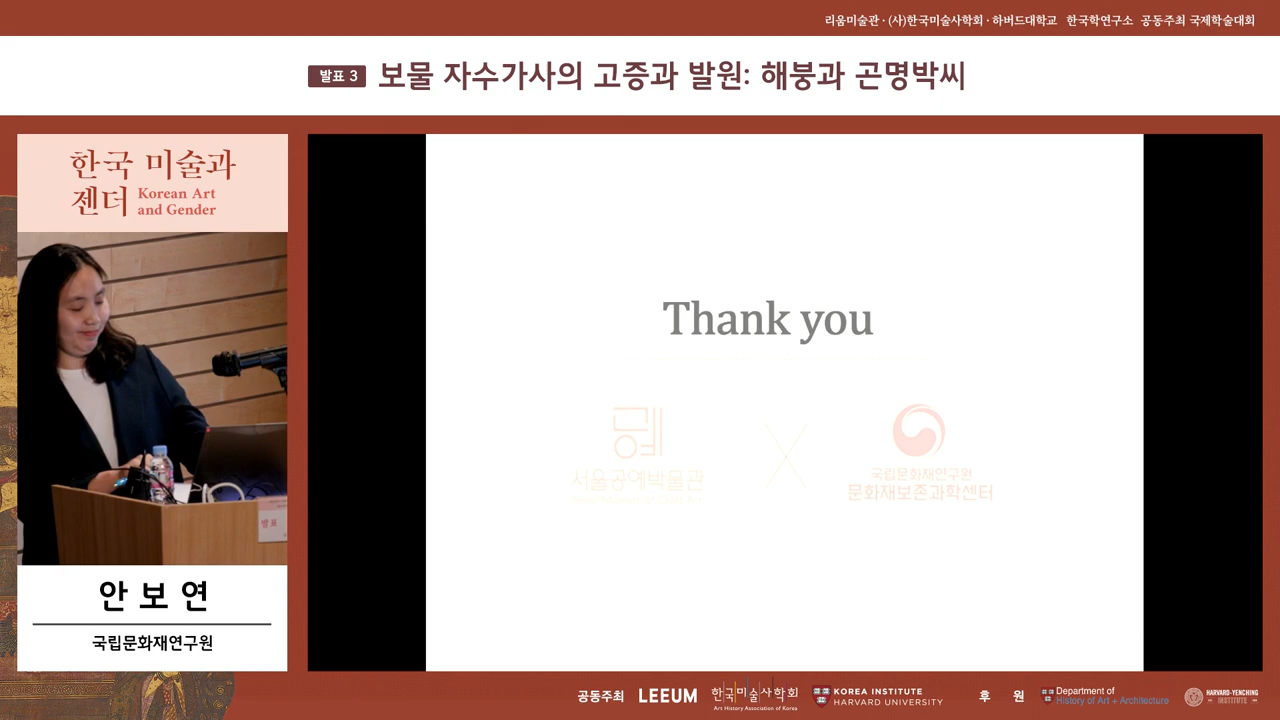 리움미술관 · (사)한국미술사학회 · 하버드대학교 한국학연구소 공동주최 국제학술대회
발표 3 보물 자수가사의 고증과 발원: 해붕과 곤명박씨
한국 미술과
젠더 Korean Art
and Gender
Thank you
서울공예박물관
국립문화재연구원
문화재보존과학센터
발표
안 보 연
국립문화재연구원
공동주최 LEEUM 한국미술사학회 KOREA INSTITUTE 후 원 Department of HARVARD-YENCHING
Art History Association of Korea HARVARD UNIVERSITY History of Art + Architecture INSTITUTE